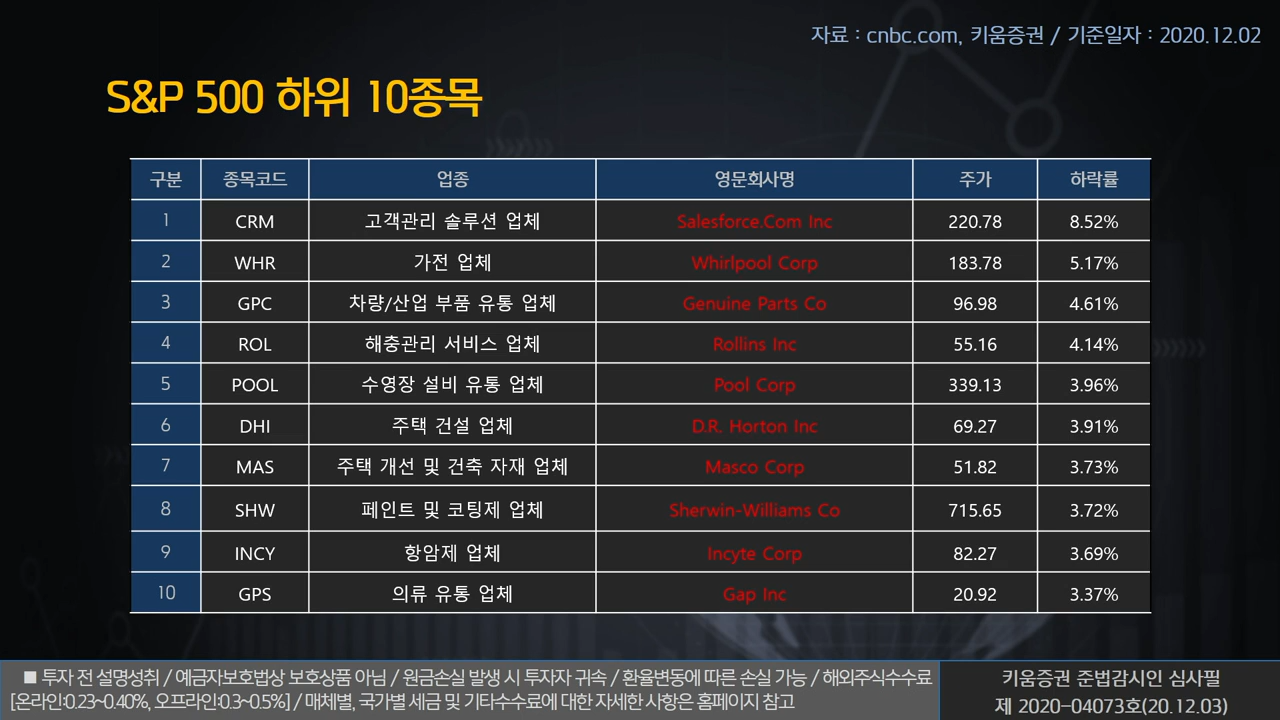 자료 : cnbc.com, 키움증권 / 기준일자 : 2020.12.02
S&P 500 하위 10종목
구분 종목코드 업종 영문회사명 주가 하락률
1 CRM 고객관리 솔루션 업체 Salesforce.Com Inc 220.78 8.52%
2 WHR 가전 업체 Whirlpool Corp 183.78 5.17%
3 GPC 차량/산업 부품 유통 업체 Genuine Parts Co 96.98 4.61%
4 ROL 해충관리 서비스 업체 Rollins Inc 55.16 4.14%
5 POOL 수영장 설비 유통 업체 Pool Corp 339.13 3.96%
6 DHI 주택 건설 업체 D.R. Horton Inc 69.27 3.91%
7 MAS 주택 개선 및 건축 자재 업체 Masco Corp 51.82 3.73%
8 SHW 페인트 및 코팅제 업체 Sherwin-Williams Co 715.65 3.72%
9 INCY 항암제 업체 Incyte Corp 82.27 3.69%
10 GPS 의류 유통 업체 Gap Inc 20.92 3.37%
■ 투자 전 설명성취 / 예금자보호법상 보호상품 아님 / 원금손실 발생 시 투자자 귀속 / 환율변동에 따른 손실 가능 / 해외주식수수료
[온라인:0.23~0.40%, 오프라인:0.3~0.5%] / 매체별, 국가별 세금 및 기타수수료에 대한 자세한 사항은 홈페이지 참고
키움증권 준법감시인 심사필
제 2020-04073호(20.12.03)